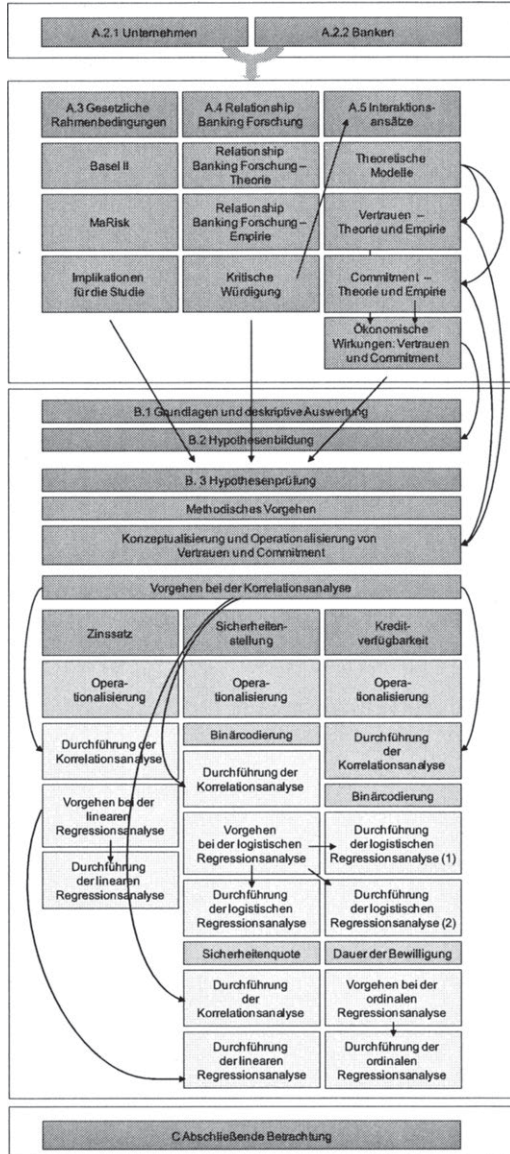 A.2.1 Unternehmen
A.2.2 Banken
A.3 Gesetzliche
Rahmenbedingungen
A.4 Relationship
Banking Forschung
A.5 Interaktions-
ansätze
Basel II
Relationship
Banking Forschung –
Theorie
Theoretische
Modelle
MaRisk
Relationship
Banking Forschung –
Empirie
Vertrauen –
Theorie und Empirie
Implikationen
für die Studie
Kritische
Würdigung
Commitment –
Theorie und Empirie
Ökonomische
Wirkungen: Vertrauen
und Commitment
B.1 Grundlagen und deskriptive Auswertung
B.2 Hypothesenbildung
B. 3 Hypothesenprüfung
Methodisches Vorgehen
Konzeptualisierung und Operationalisierung von
Vertrauen und Commitment
Vorgehen bei der Korrelationsanalyse
Zinssatz
Sicherheiten-
stellung
Kredit-
verfügbarkeit
Opera-
tionalisierung
Opera-
tionalisierung
Opera-
tionalisierung
Durchführung der
Korrelationsanalyse
Binärcodierung
Durchführung
der
Korrelationsanalyse
Durchführung der
Korrelationsanalyse
Binärcodierung
Vorgehen bei der
linearen
Regressionsanalyse
Vorgehen
bei der logistischen
Regressionsanalyse
Durchführung
der logistischen
Regressionsanalyse (1)
Durchführung
der linearen
Regressionsanalyse
Durchführung
der logistischen
Regressionsanalyse
Durchführung
der logistischen
Regressionsanalyse (2)
Sicherheitenquote
Dauer der Bewilligung
Durchführung
der
Korrelationsanalyse
Vorgehen bei der
ordinalen
Regressionsanalyse
Durchführung
der linearen
Regressionsanalyse
Durchführung der
ordinalen
Regressionsanalyse
C Abschließende Betrachtung